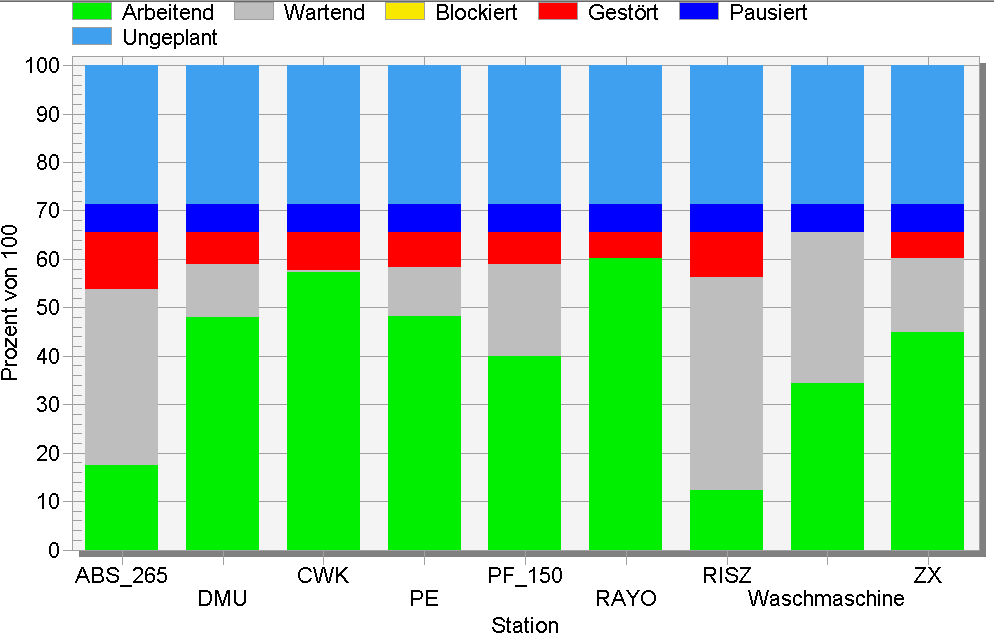 Arbeitend Wartend Blockiert Gestört Pausiert
Ungeplant
100
90
80
70
60
50
40
30
20
10
0
Prozent von 100
ABS_265 CWK PF_150 RISZ ZX
DMU PE RAYO Waschmaschine
Station